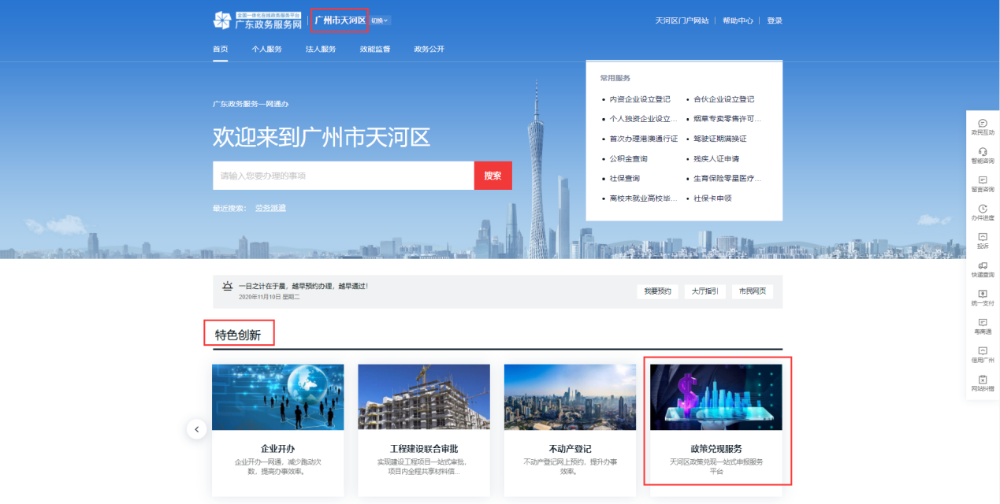 全国一体化在线政务服务平台
广东政务服务网
广州市天河区
切换
天河区门户网站
帮助中心
登录
首页
个人服务
法人服务
效能监督
政务公开
广东政务服务一网通办
欢迎来到广州市天河区
请输入您要办理的事项
搜索
最近搜索：
劳务派遣
常用服务
内资企业设立登记
合伙企业设立登记
个人独资企业设立...
烟草专卖零售许可...
首次办理港澳通行证
驾驶证期满换证
公积金查询
残疾人证申请
社保查询
生育保险零星医疗...
离校未就业高校毕...
社保卡申领
政民互动
智能咨询
留言咨询
办件进度
投诉
快递查询
统一支付
粤商通
信用广州
网站纠错
一日之计在于晨，越早预约办理，越早通过！
2020年11月10日 星期二
我要预约
大厅指引
市民网页
特色创新
企业开办
企业开办一网通，减少跑动次
数，提高办事效率。
工程建设联合审批
实现建设工程项目一站式审批，
项目内全程共享材料信...
不动产登记
不动产登记网上预约，提升办事
效率。
政策兑现服务
天河区政策兑现一站式申报服务
平台